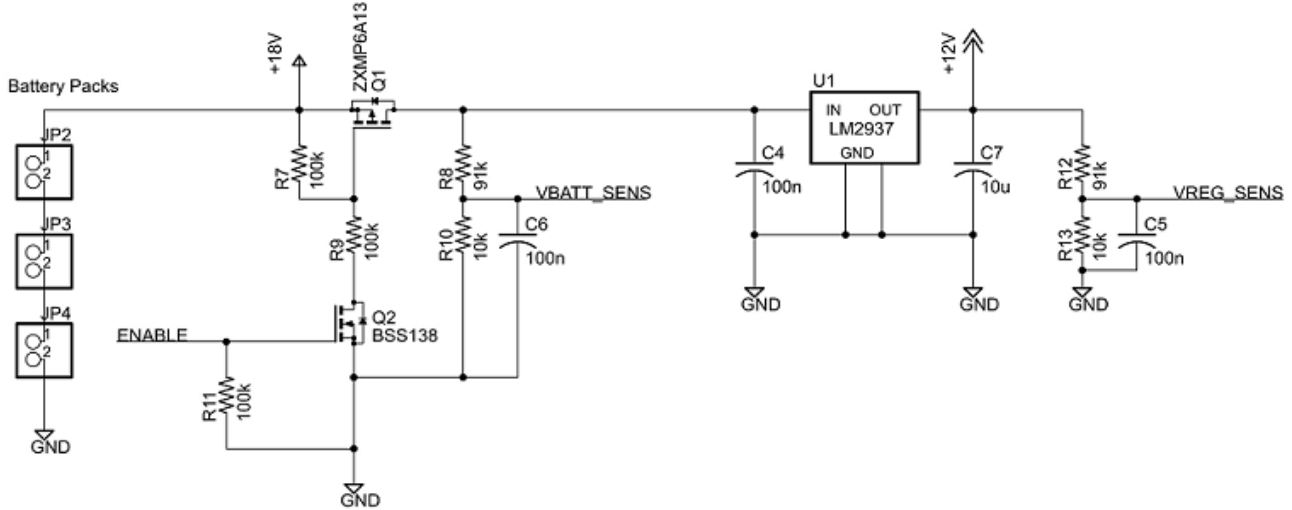 Battery Packs
+18V
ZXMP6A13
Q1
+12V
U1
IN OUT
LM2937
GND
JP2
1
2
R7
100k
R8
91k
C4
100n
C7
10u
R12
91k
VBATT_SENS
VREG_SENS
JP3
1
2
R9
100k
R10
10k
C6
100n
R13
10k
C5
100n
GND
GND
GND
JP4
1
2
Q2
BSS138
ENABLE
R11
100k
GND
GND